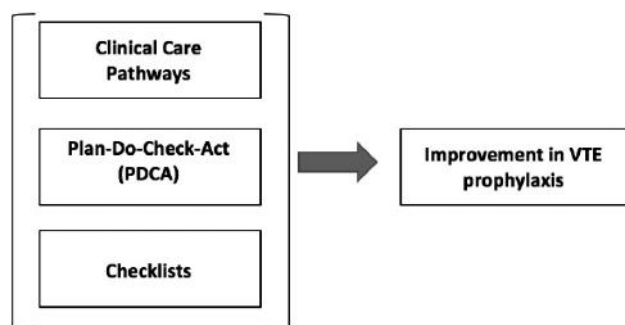 Clinical Care
Pathways
Plan-Do-Check-Act
(PDCA)
Checklists
Improvement in VTE
prophylaxis